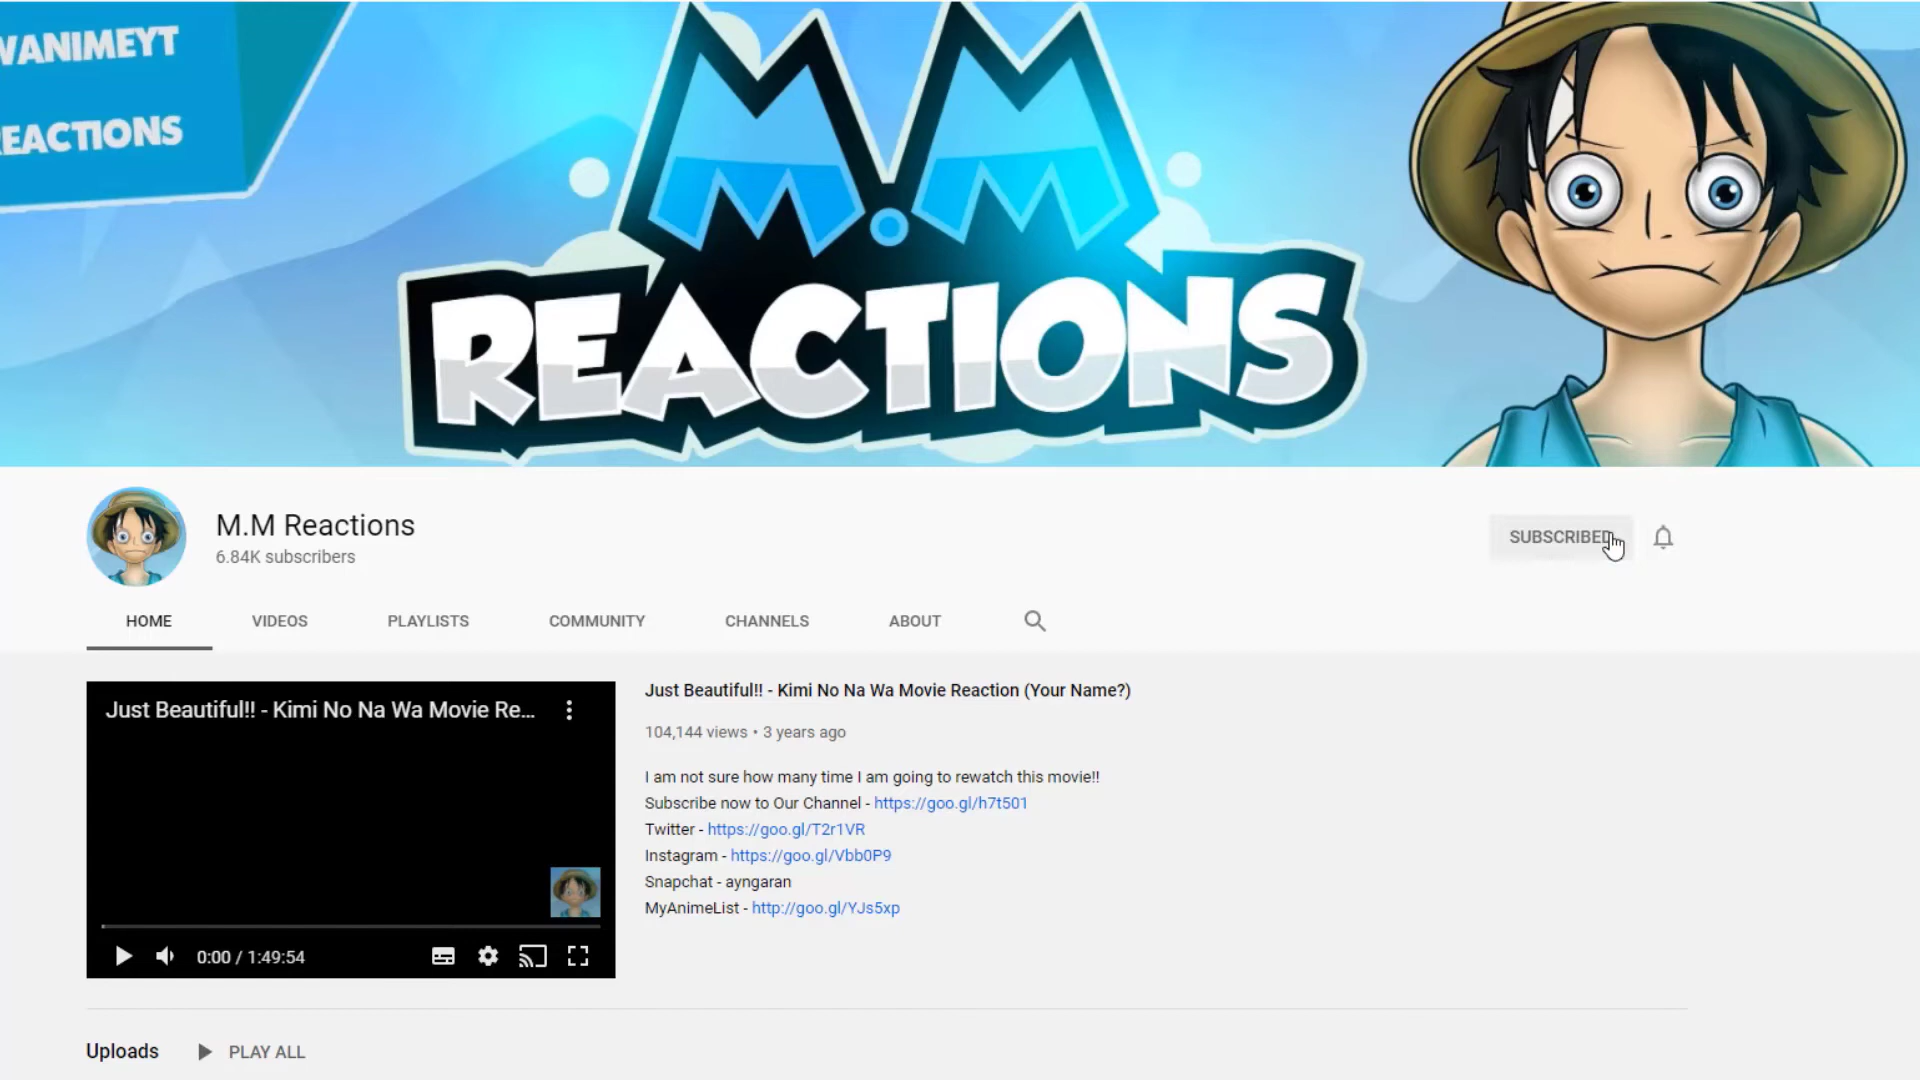 VANIMEYT
REACTIONS
M.M
REACTIONS
M.M Reactions
6.84K subscribers
SUBSCRIBED
HOME VIDEOS PLAYLISTS COMMUNITY CHANNELS ABOUT
Just Beautiful!! - Kimi No Na Wa Movie Re...
0:00 / 1:49:54
Just Beautiful!! - Kimi No Na Wa Movie Reaction (Your Name?)
104,144 views • 3 years ago
I am not sure how many time I am going to rewatch this movie!!
Subscribe now to Our Channel - https://goo.gl/h7t501
Twitter - https://goo.gl/T2r1VR
Instagram - https://goo.gl/Vbb0P9
Snapchat - ayngaran
MyAnimeList - http://goo.gl/YJs5xp
Uploads PLAY ALL